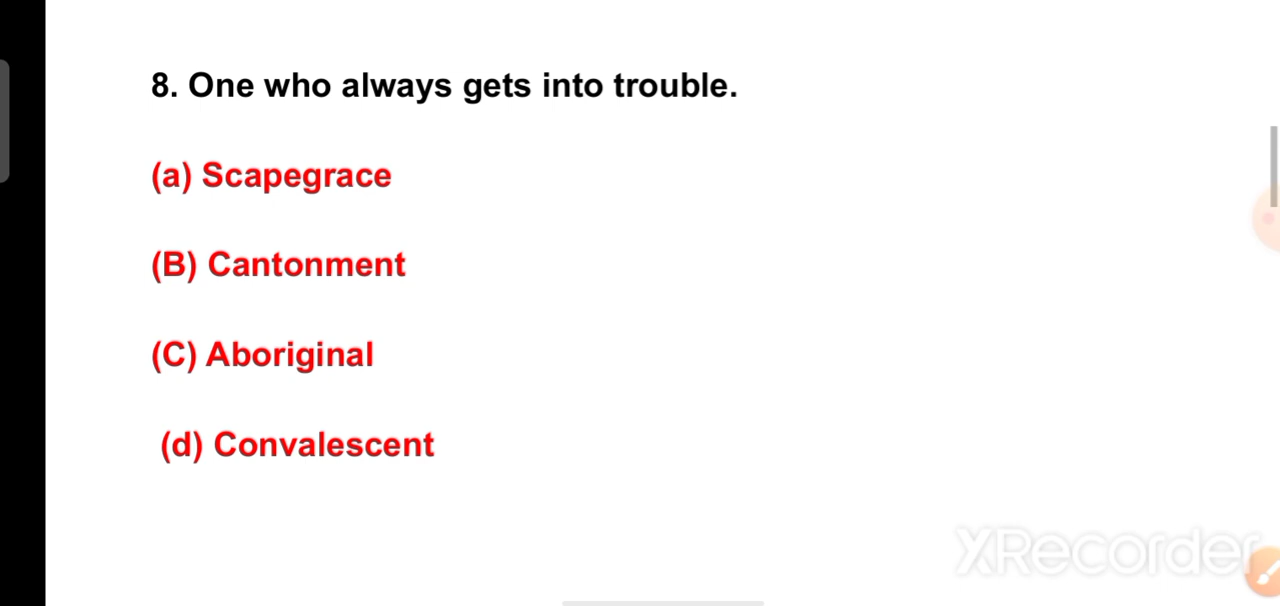 8. One who always gets into trouble.
(a) Scapegrace
(B) Cantonment
(C) Aboriginal
(d) Convalescent
XRecorder